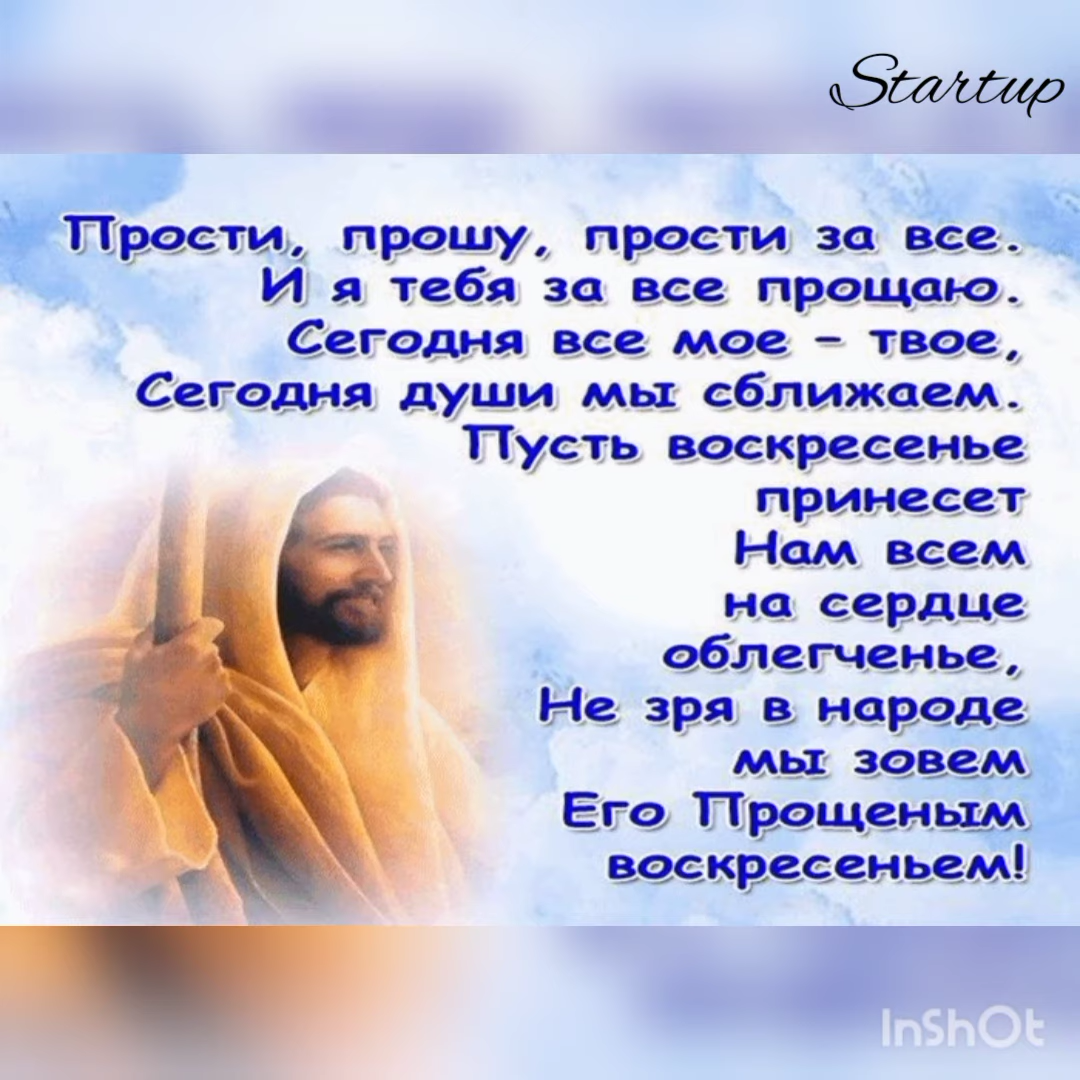 Startup
Прости, прошу, прости за все.
И я тебя за все прощаю.
Сегодня все мое - твое,
Сегодня души мы сближаем.
Пусть воскресенье
принесет
Нам всем
на сердце
облегченье,
Не зря в народе
мы зовем
Его Прощеным
воскресеньем!
InShOt